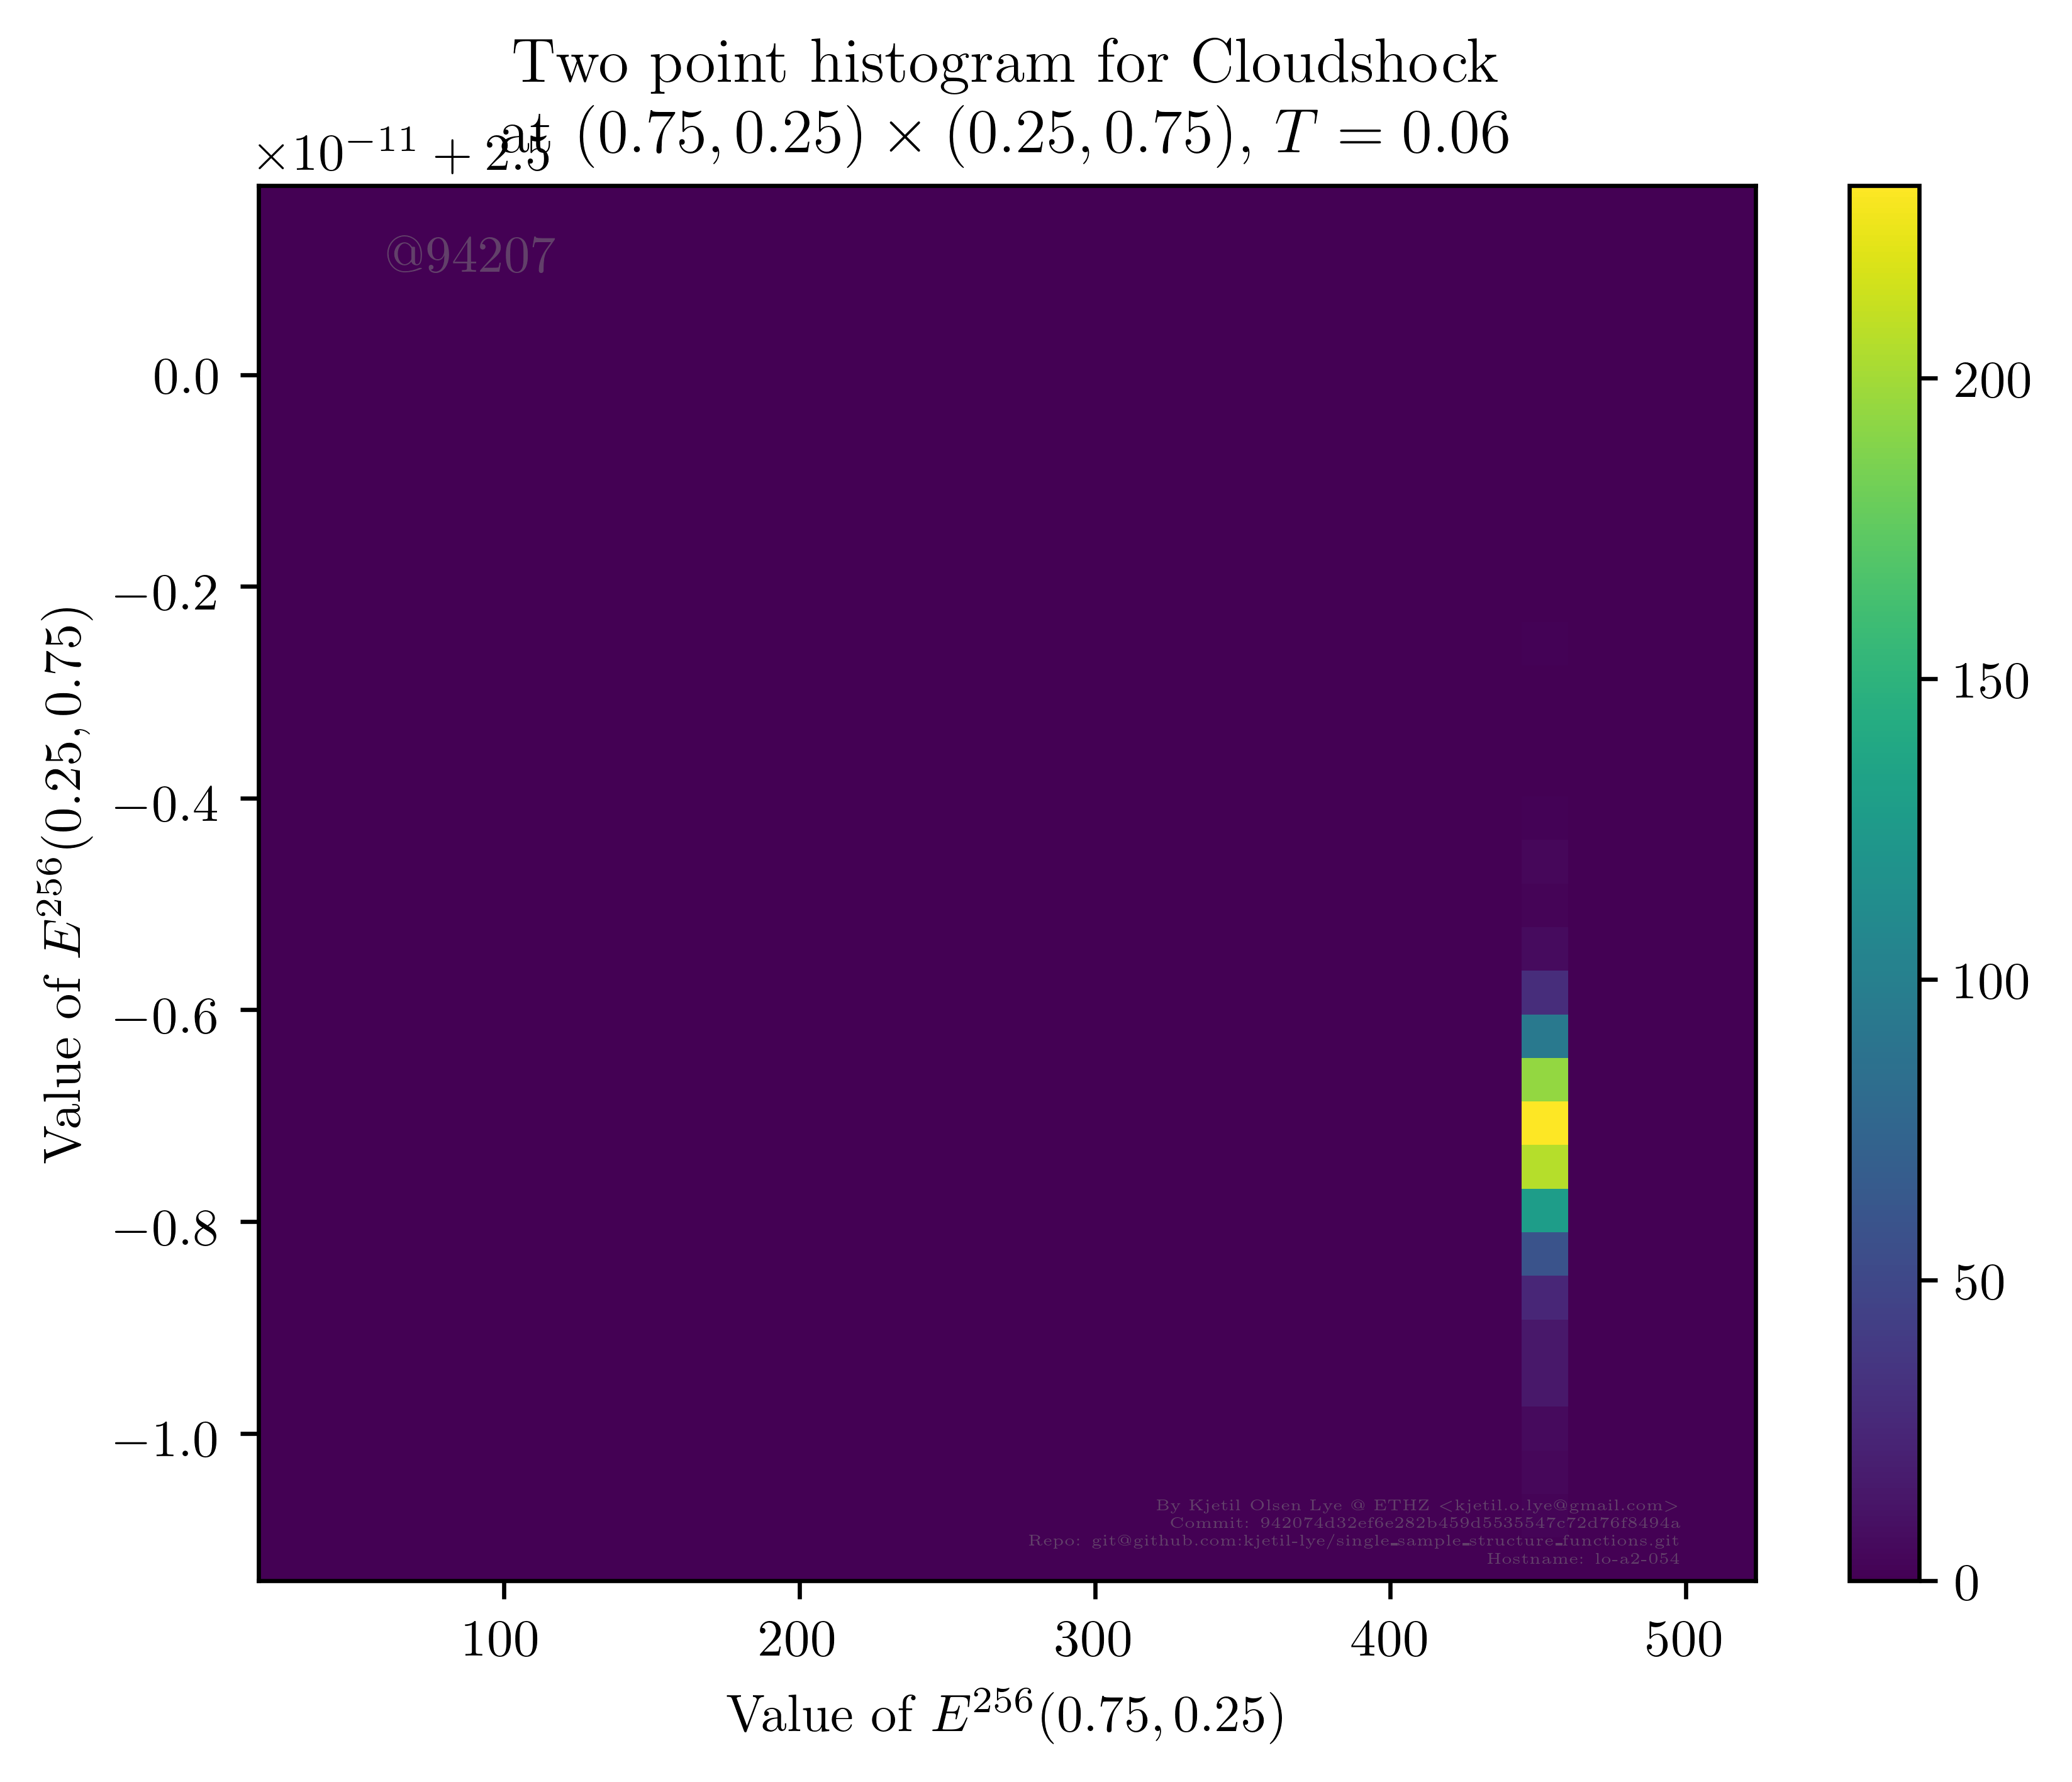 Two point histogram for Cloudshock
at (0.75, 0.25) × (0.25, 0.75), T = 0.06
×10⁻¹¹ + 2.5
@94207
0.0
−0.2
−0.4
−0.6
−0.8
−1.0
Value of E²⁵⁶(0.25, 0.75)
100
200
300
400
500
Value of E²⁵⁶(0.75, 0.25)
200
150
100
50
0
By Kjetil Olsen Lye @ ETHZ <kjetil.o.lye@gmail.com>
Commit: 942074d32ef6e282b459d5535547c72d76f8494a
Repo: git@github.com:kjetil-lye/single_sample_structure_functions.git
Hostname: lo-a2-054